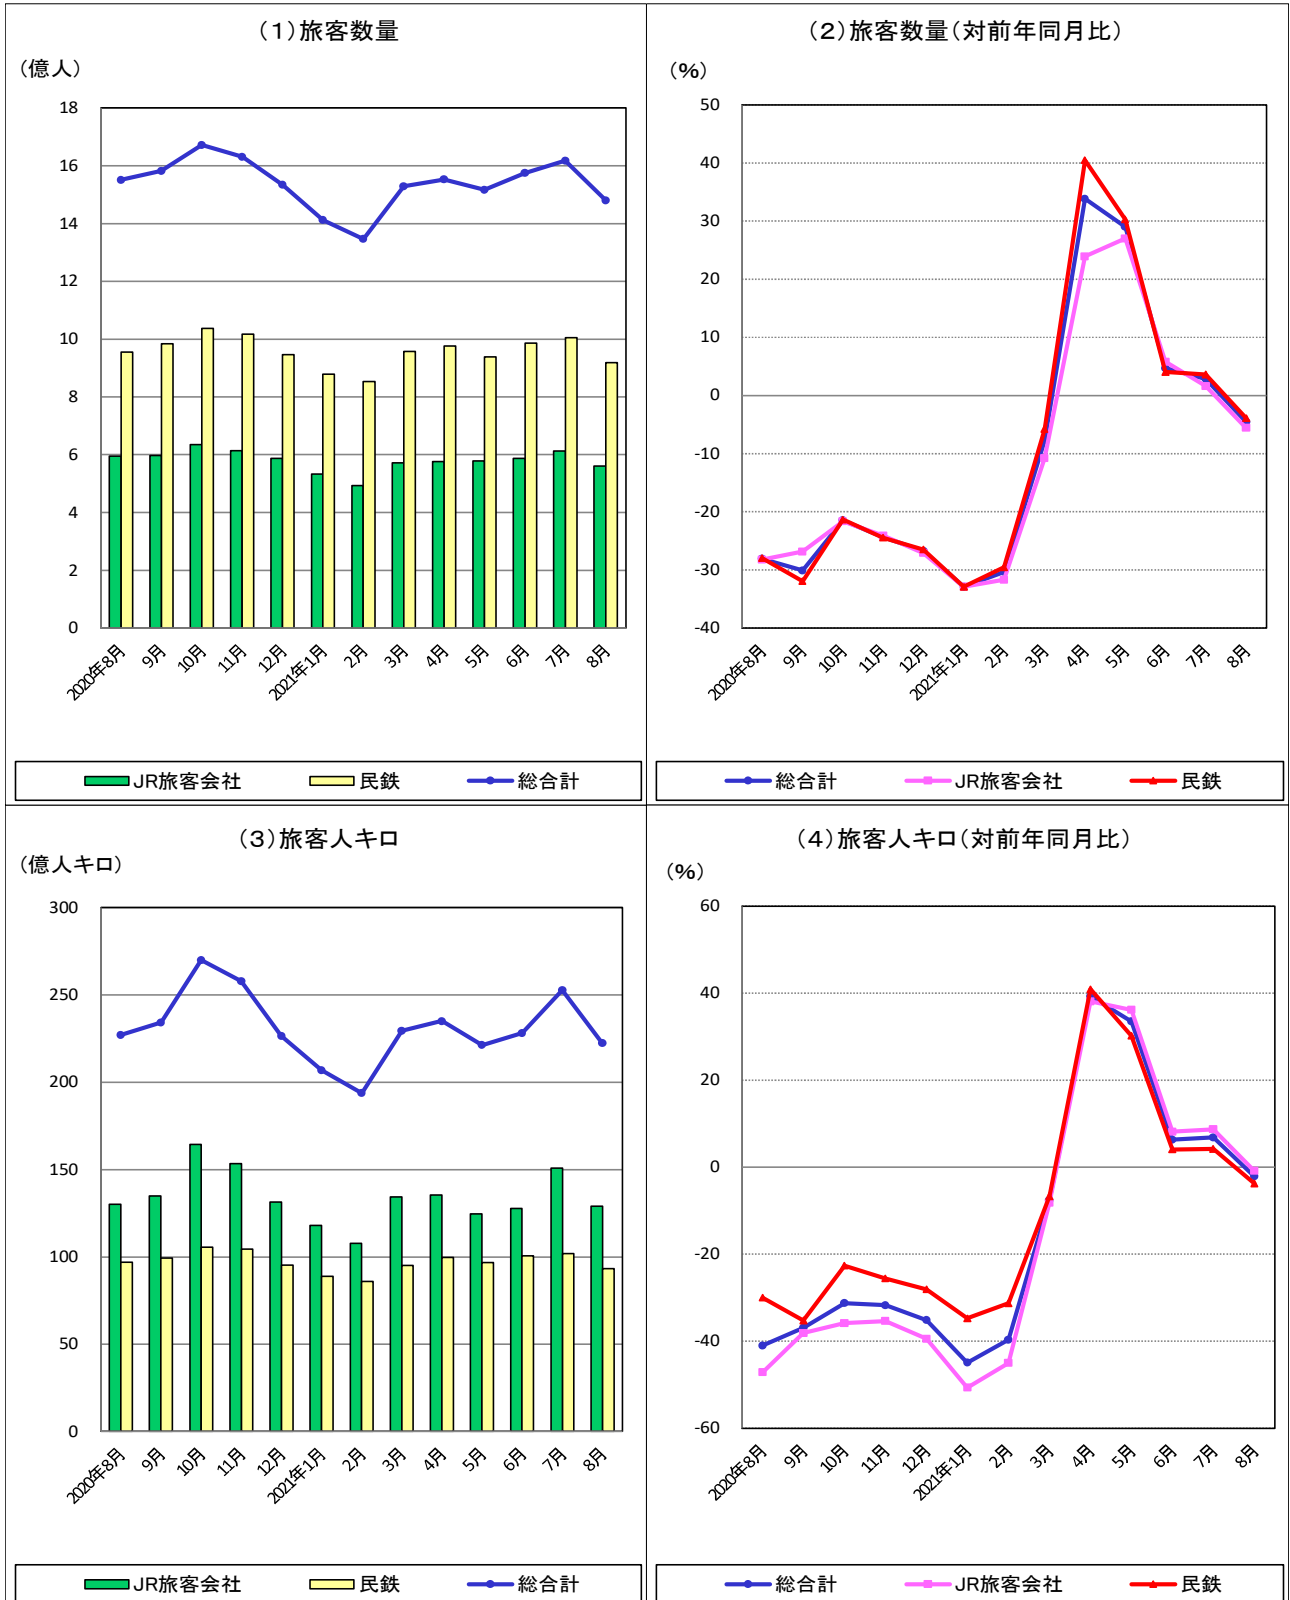 （1）旅客数量
（億人）
18
16
14
12
10
8
6
4
2
0
2020年8月 9月 10月 11月 12月 2021年1月 2月 3月 4月 5月 6月 7月 8月
JR旅客会社 民鉄 総合計
（2）旅客数量（対前年同月比）
（%）
50
40
30
20
10
0
-10
-20
-30
-40
2020年8月 9月 10月 11月 12月 2021年1月 2月 3月 4月 5月 6月 7月 8月
総合計 JR旅客会社 民鉄
（3）旅客人キロ
（億人キロ）
300
250
200
150
100
50
0
2020年8月 9月 10月 11月 12月 2021年1月 2月 3月 4月 5月 6月 7月 8月
JR旅客会社 民鉄 総合計
（4）旅客人キロ（対前年同月比）
（%）
60
40
20
0
-20
-40
-60
2020年8月 9月 10月 11月 12月 2021年1月 2月 3月 4月 5月 6月 7月 8月
総合計 JR旅客会社 民鉄